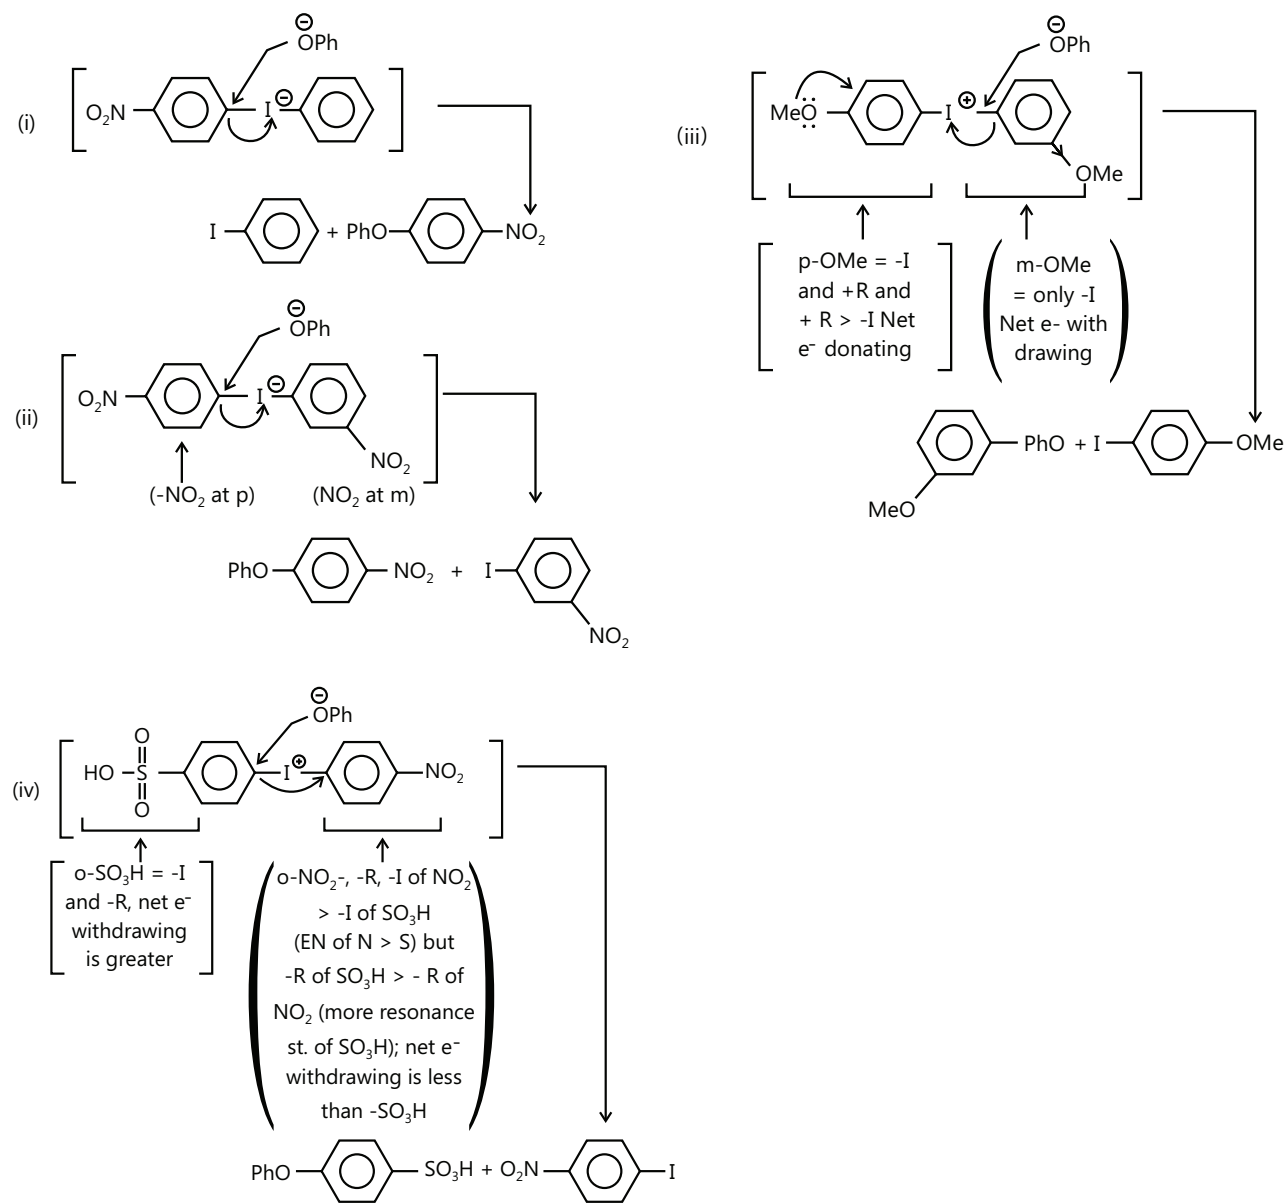 (i)
⊖
OPh
O₂N
I
⊖
I
+ PhO
NO₂
(ii)
⊖
OPh
O₂N
I
⊖
NO₂
(-NO₂ at p)
(NO₂ at m)
PhO
NO₂
+
I
NO₂
(iii)
⊖
OPh
MeO
I
⊕
OMe
p-OMe = -I
and +R and
+ R > -I Net
e⁻ donating
m-OMe
= only -I
Net e- with
drawing
PhO + I
OMe
MeO
(iv)
⊖
OPh
O
HO
S
O
I
⊕
NO₂
o-SO₃H = -I
and -R, net e⁻
withdrawing
is greater
o-NO₂-, -R, -I of NO₂
> -I of SO₃H
(EN of N > S) but
-R of SO₃H > - R of
NO₂ (more resonance
st. of SO₃H); net e⁻
withdrawing is less
than -SO₃H
PhO
SO₃H + O₂N
I